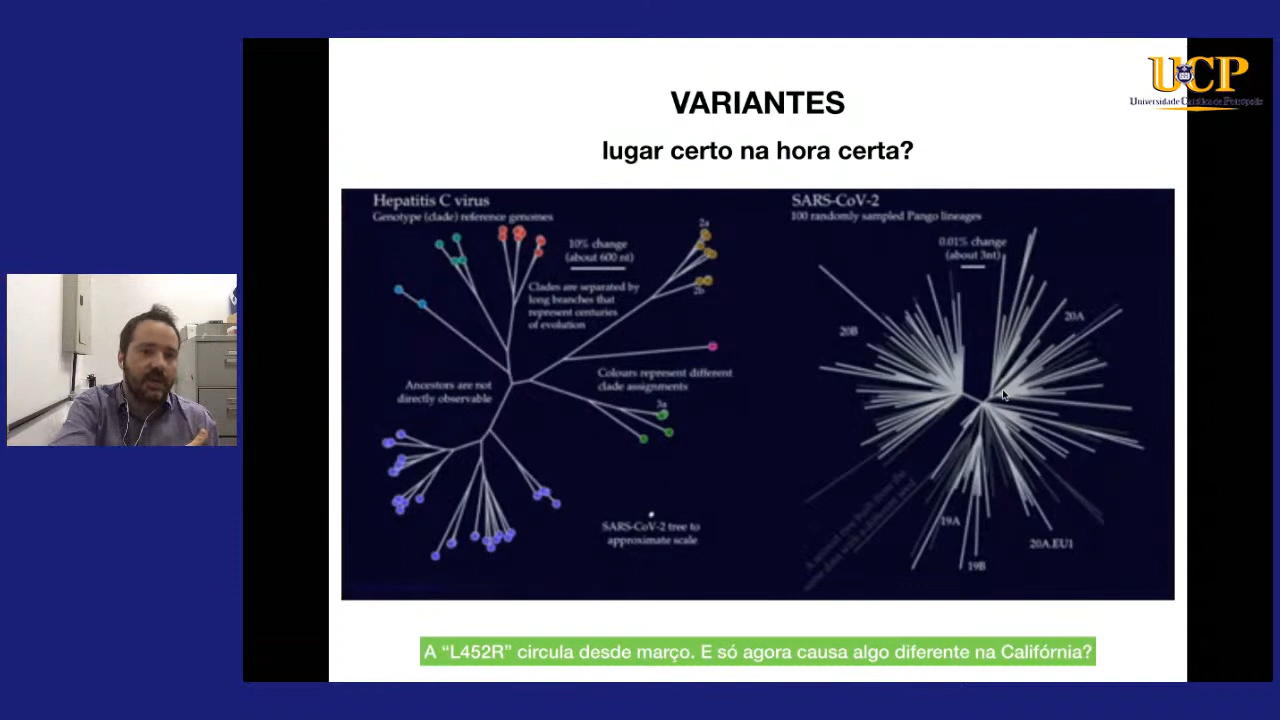 UCP
Universidade Católica de Petrópolis
VARIANTES
lugar certo na hora certa?
Hepatitis C virus
Genotype (clade) reference genomes
10% change
(about 600 nt)
Clades are separated by
long branches that
represent centuries
of evolution
2a
2b
Colours represent different
clade assignments
Ancestors are not
directly observable
3a
SARS-CoV-2 tree to
approximate scale
SARS-CoV-2
100 randomly sampled Pango lineages
0.01% change
(about 3nt)
20B
20A
19A
19B
20A.EU1
A “L452R” circula desde março. E só agora causa algo diferente na Califórnia?